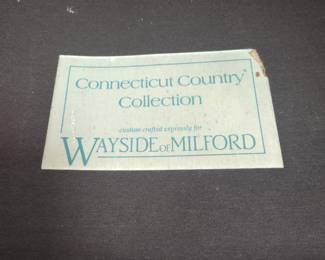 Connecticut Country
Collection
custom crafted expressly for
WAYSIDE OF MILFORD